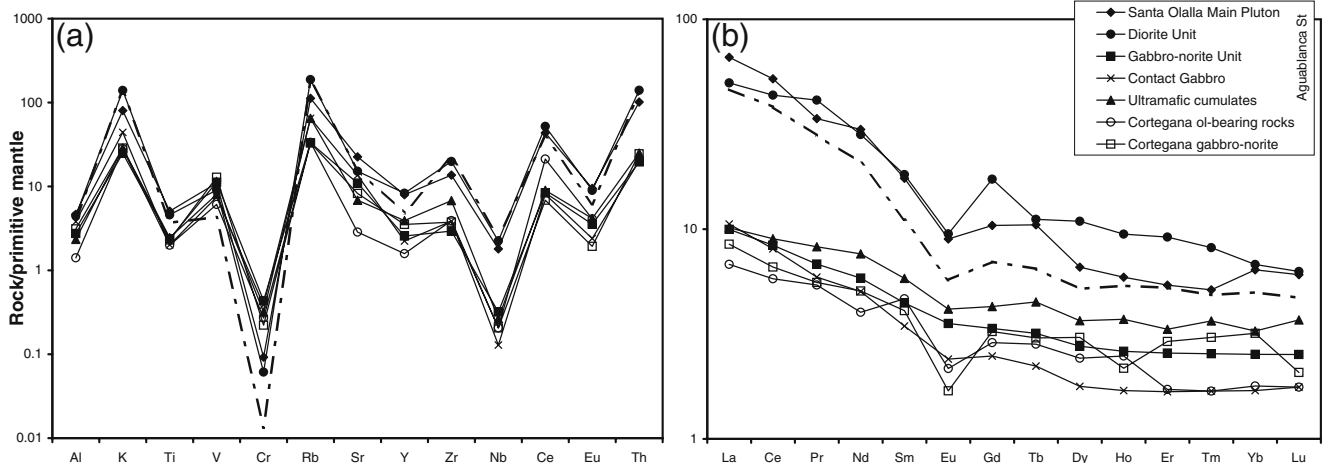 (a)
Rock/primitive mantle
1000
100
10
1
0.1
0.01
Al K Ti V Cr Rb Sr Y Zr Nb Ce Eu Th
(b)
100
10
1
La Ce Pr Nd Sm Eu Gd Tb Dy Ho Er Tm Yb Lu
Santa Olalla Main Pluton
Diorite Unit
Gabbro-norite Unit
Contact Gabbro
Ultramafic cumulates
Cortegana ol-bearing rocks
Cortegana gabbro-norite
Aguablanca St